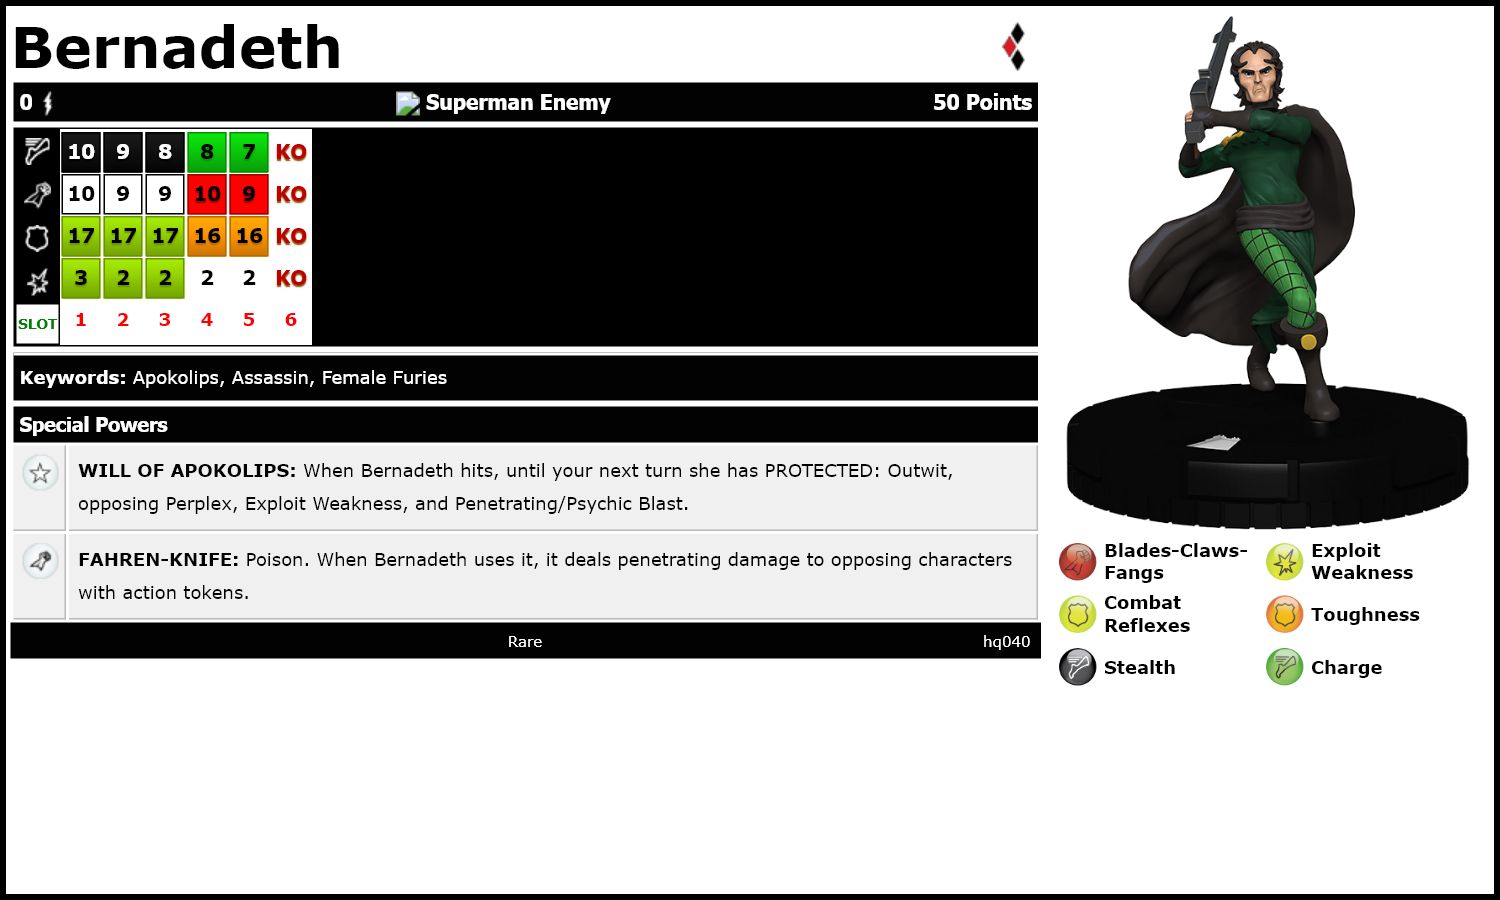 Bernadeth
0 Superman Enemy 50 Points
10 9 8 8 7 KO
10 9 9 10 9 KO
17 17 17 16 16 KO
3 2 2 2 2 KO
SLOT 1 2 3 4 5 6
Keywords: Apokolips, Assassin, Female Furies
Special Powers
WILL OF APOKOLIPS: When Bernadeth hits, until your next turn she has PROTECTED: Outwit,
opposing Perplex, Exploit Weakness, and Penetrating/Psychic Blast.
FAHREN-KNIFE: Poison. When Bernadeth uses it, it deals penetrating damage to opposing characters
with action tokens.
Rare hq040
Blades-Claws-
Fangs
Exploit
Weakness
Combat
Reflexes
Toughness
Stealth
Charge